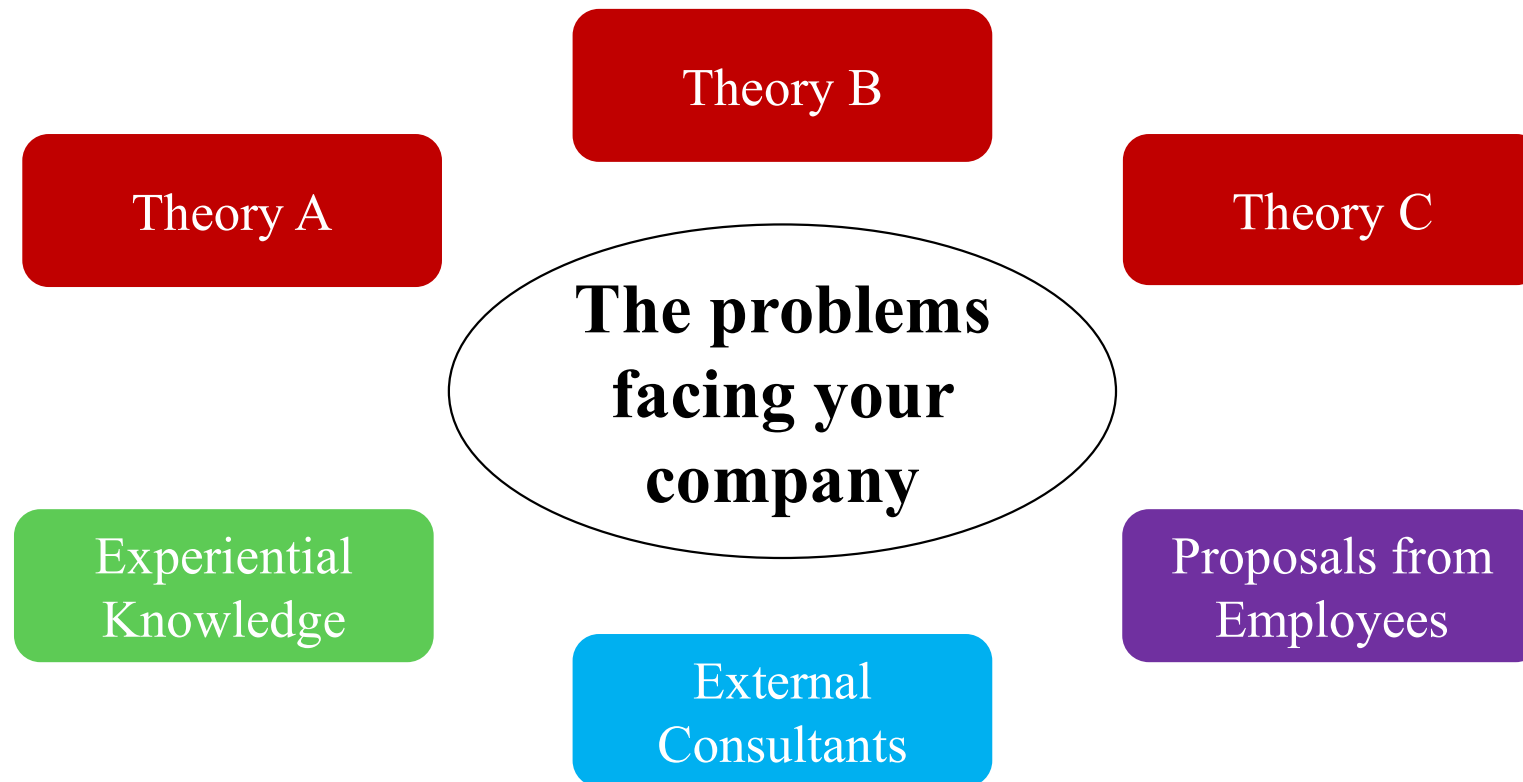 Theory B
Theory A
Theory C
The problems
facing your
company
Experiential
Knowledge
Proposals from
Employees
External
Consultants